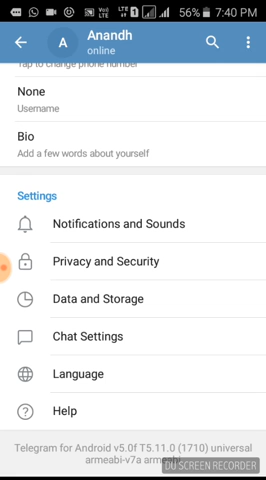 56% 7:40 PM
A
Anandh
online
Tap to change phone number
None
Username
Bio
Add a few words about yourself
Settings
Notifications and Sounds
Privacy and Security
Data and Storage
Chat Settings
Language
Help
Telegram for Android v5.0f T5.11.0 (1710) universal
armeabi-v7a armeabi
DU SCREEN RECORDER